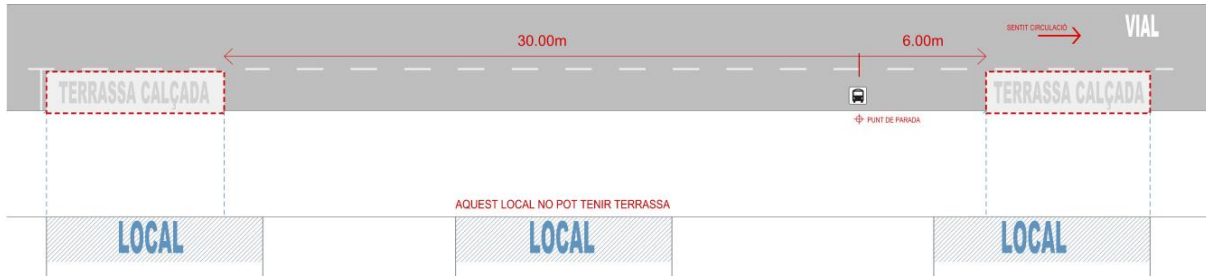 SENTIT CIRCULACIÓ
VIAL
30.00m
6.00m
TERRASSA CALÇADA
TERRASSA CALÇADA
PUNT DE PARADA
AQUEST LOCAL NO POT TENIR TERRASSA
LOCAL
LOCAL
LOCAL